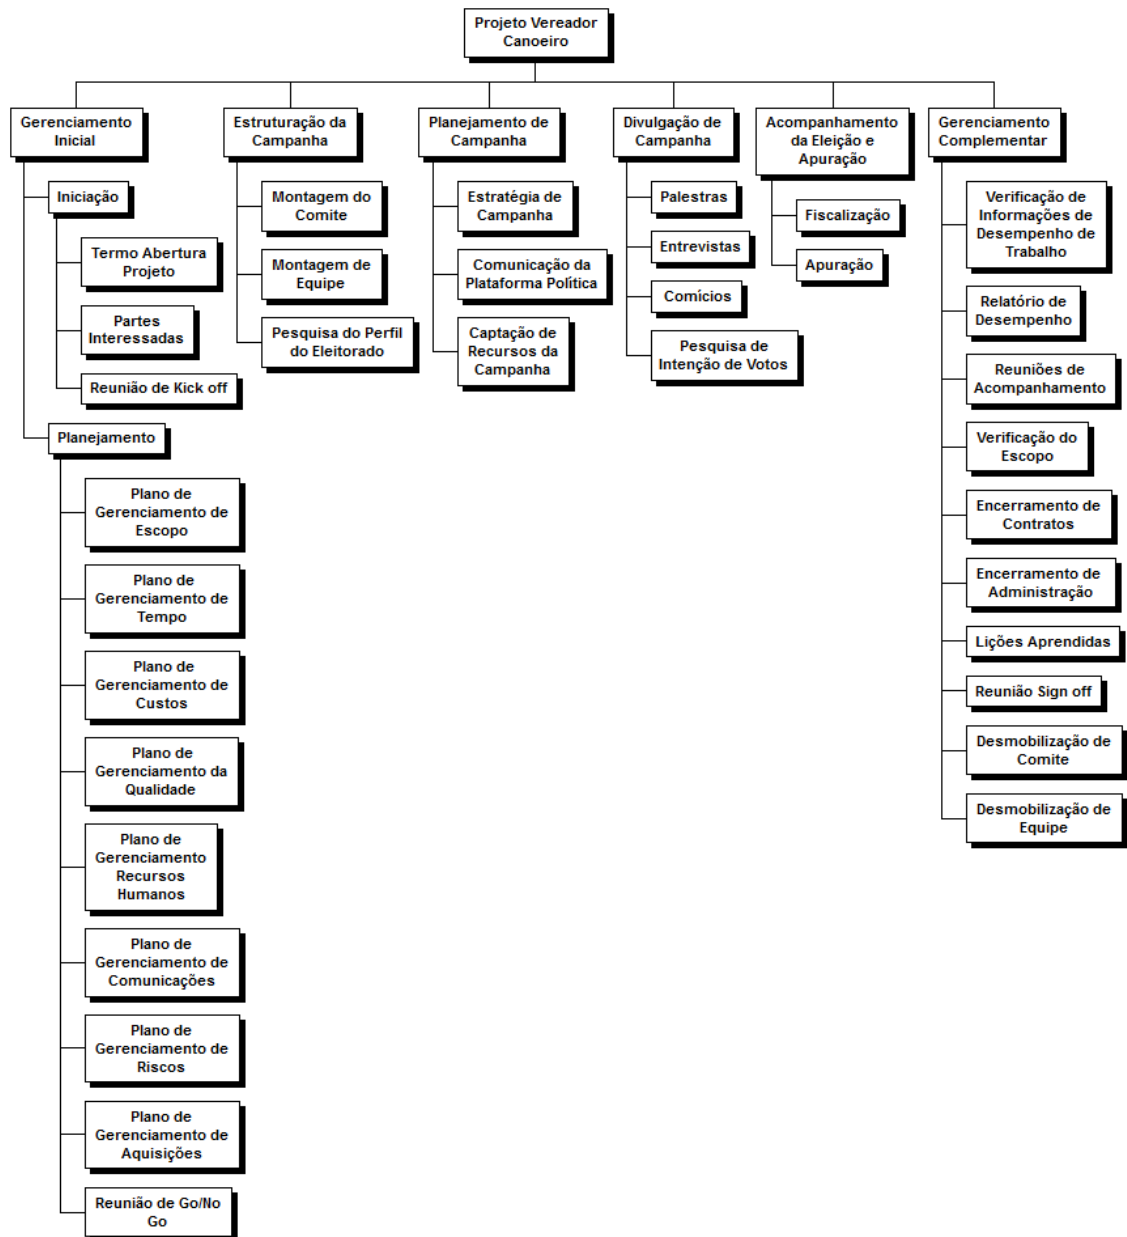 Projeto Vereador
Canoeiro
Gerenciamento
Inicial
Iniciação
Termo Abertura
Projeto
Partes
Interessadas
Reunião de Kick off
Planejamento
Plano de
Gerenciamento de
Escopo
Plano de
Gerenciamento de
Tempo
Plano de
Gerenciamento de
Custos
Plano de
Gerenciamento da
Qualidade
Plano de
Gerenciamento
Recursos
Humanos
Plano de
Gerenciamento de
Comunicações
Plano de
Gerenciamento de
Riscos
Plano de
Gerenciamento de
Aquisições
Reunião de Go/No
Go
Estruturação da
Campanha
Montagem do
Comite
Montagem de
Equipe
Pesquisa do Perfil
do Eleitorado
Planejamento de
Campanha
Estratégia de
Campanha
Comunicação da
Plataforma Política
Captação de
Recursos da
Campanha
Divulgação de
Campanha
Palestras
Entrevistas
Comícios
Pesquisa de
Intenção de Votos
Acompanhamento
da Eleição e
Apuração
Fiscalização
Apuração
Gerenciamento
Complementar
Verificação de
Informações de
Desempenho de
Trabalho
Relatório de
Desempenho
Reuniões de
Acompanhamento
Verificação do
Escopo
Encerramento de
Contratos
Encerramento de
Administração
Lições Aprendidas
Reunião Sign off
Desmobilização de
Comite
Desmobilização de
Equipe